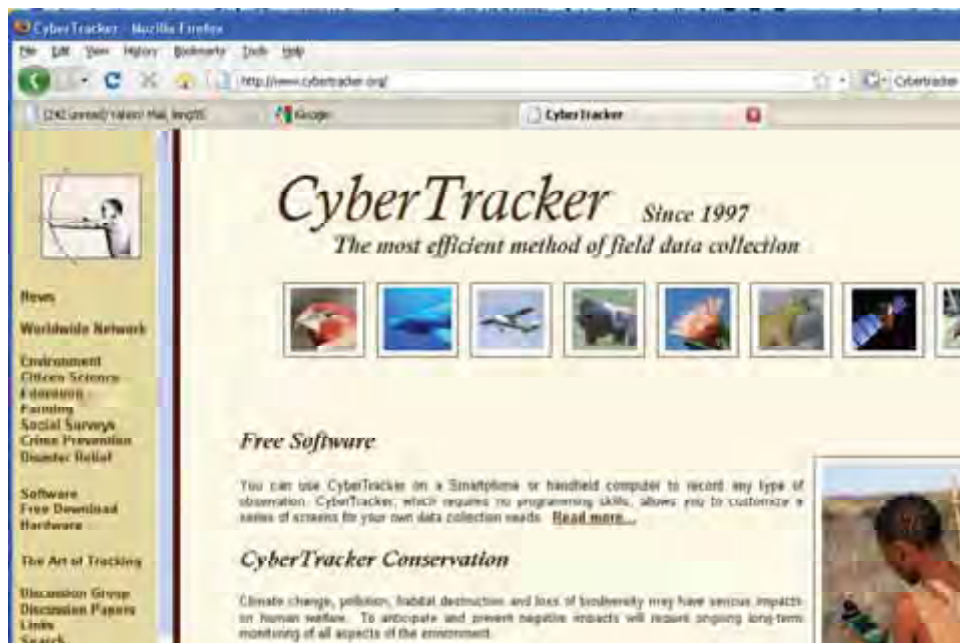 CyberTracker - Mozilla Firefox
File Edit View History Bookmarks Tools Help
http://www.cybertracker.org/
Cybertracker
Google
CyberTracker
CyberTracker Since 1997
The most efficient method of field data collection
News
Worldwide Network
Environment
Citizen Science
Education
Farming
Social Surveys
Crime Prevention
Disaster Relief
Software
Free Download
Hardware
The Art of Tracking
Discussion Group
Discussion Papers
Links
Search
Free Software
You can use CyberTracker on a Smartphone or handheld computer to record any type of
observation. CyberTracker, which requires no programming skills, allows you to customize a
series of screens for your own data collection needs. Read more...
CyberTracker Conservation
Climate change, pollution, habitat destruction and loss of biodiversity may have serious impacts
on human welfare. To anticipate and prevent negative impacts will require ongoing long-term
monitoring of all aspects of the environment.